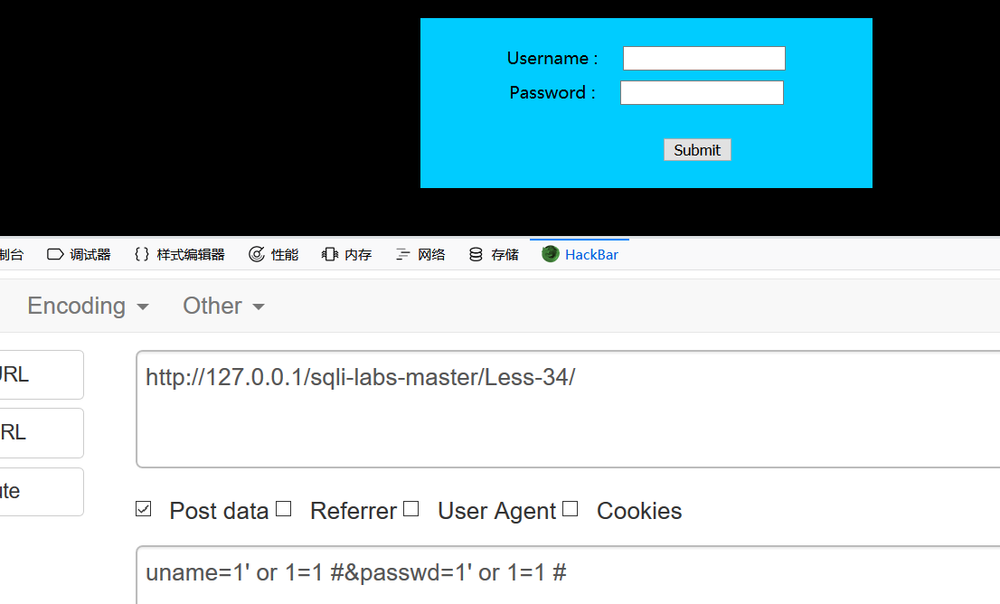 Username :
Password :
Submit
制台 调试器 {} 样式编辑器 性能 内存 网络 存储 HackBar
Encoding Other
URL
http://127.0.0.1/sqli-labs-master/Less-34/
RL
Post data Referrer User Agent Cookies
uname=1' or 1=1 #&passwd=1' or 1=1 #